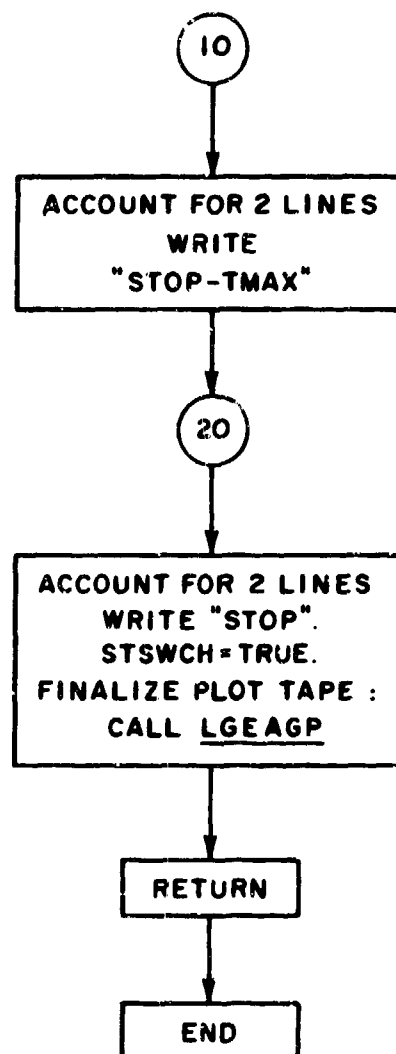 10
ACCOUNT FOR 2 LINES
WRITE
"STOP-TMAX"
20
ACCOUNT FOR 2 LINES
WRITE "STOP".
STSWCH=TRUE.
FINALIZE PLOT TAPE :
CALL LGEAGP
RETURN
END